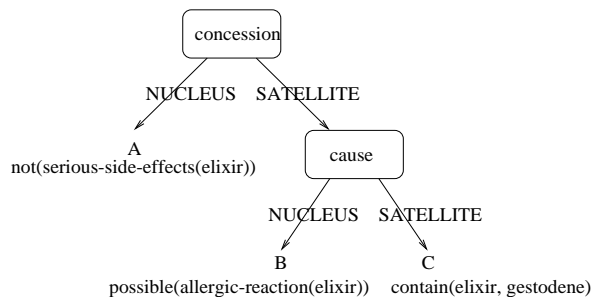 concession
NUCLEUS SATELLITE
A
not(serious-side-effects(elixir))
cause
NUCLEUS SATELLITE
B C
possible(allergic-reaction(elixir)) contain(elixir, gestodene)